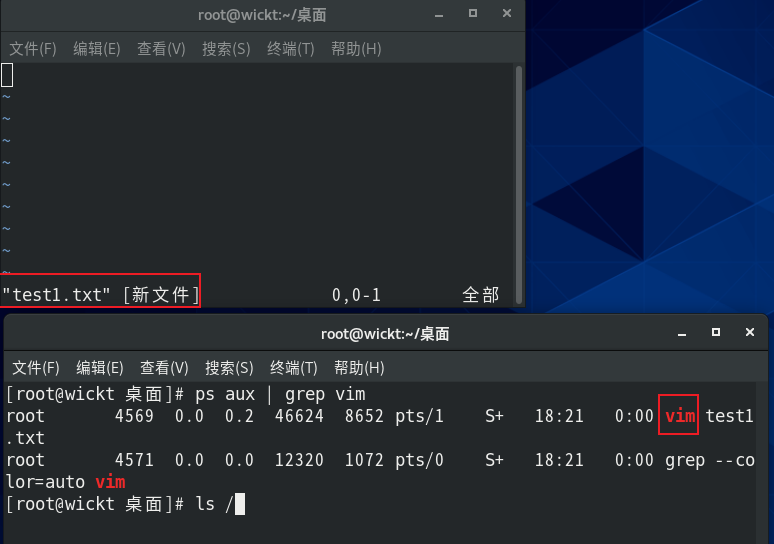 root@wickt:~/桌面
文件(F) 编辑(E) 查看(V) 搜索(S) 终端(T) 帮助(H)
~
~
~
~
~
~
~
~
~
"test1.txt" [新文件] 0,0-1 全部
root@wickt:~/桌面
文件(F) 编辑(E) 查看(V) 搜索(S) 终端(T) 帮助(H)
[root@wickt 桌面]# ps aux | grep vim
root 4569 0.0 0.2 46624 8652 pts/1 S+ 18:21 0:00 vim test1
.txt
root 4571 0.0 0.0 12320 1072 pts/0 S+ 18:21 0:00 grep --co
lor=auto vim
[root@wickt 桌面]# ls /